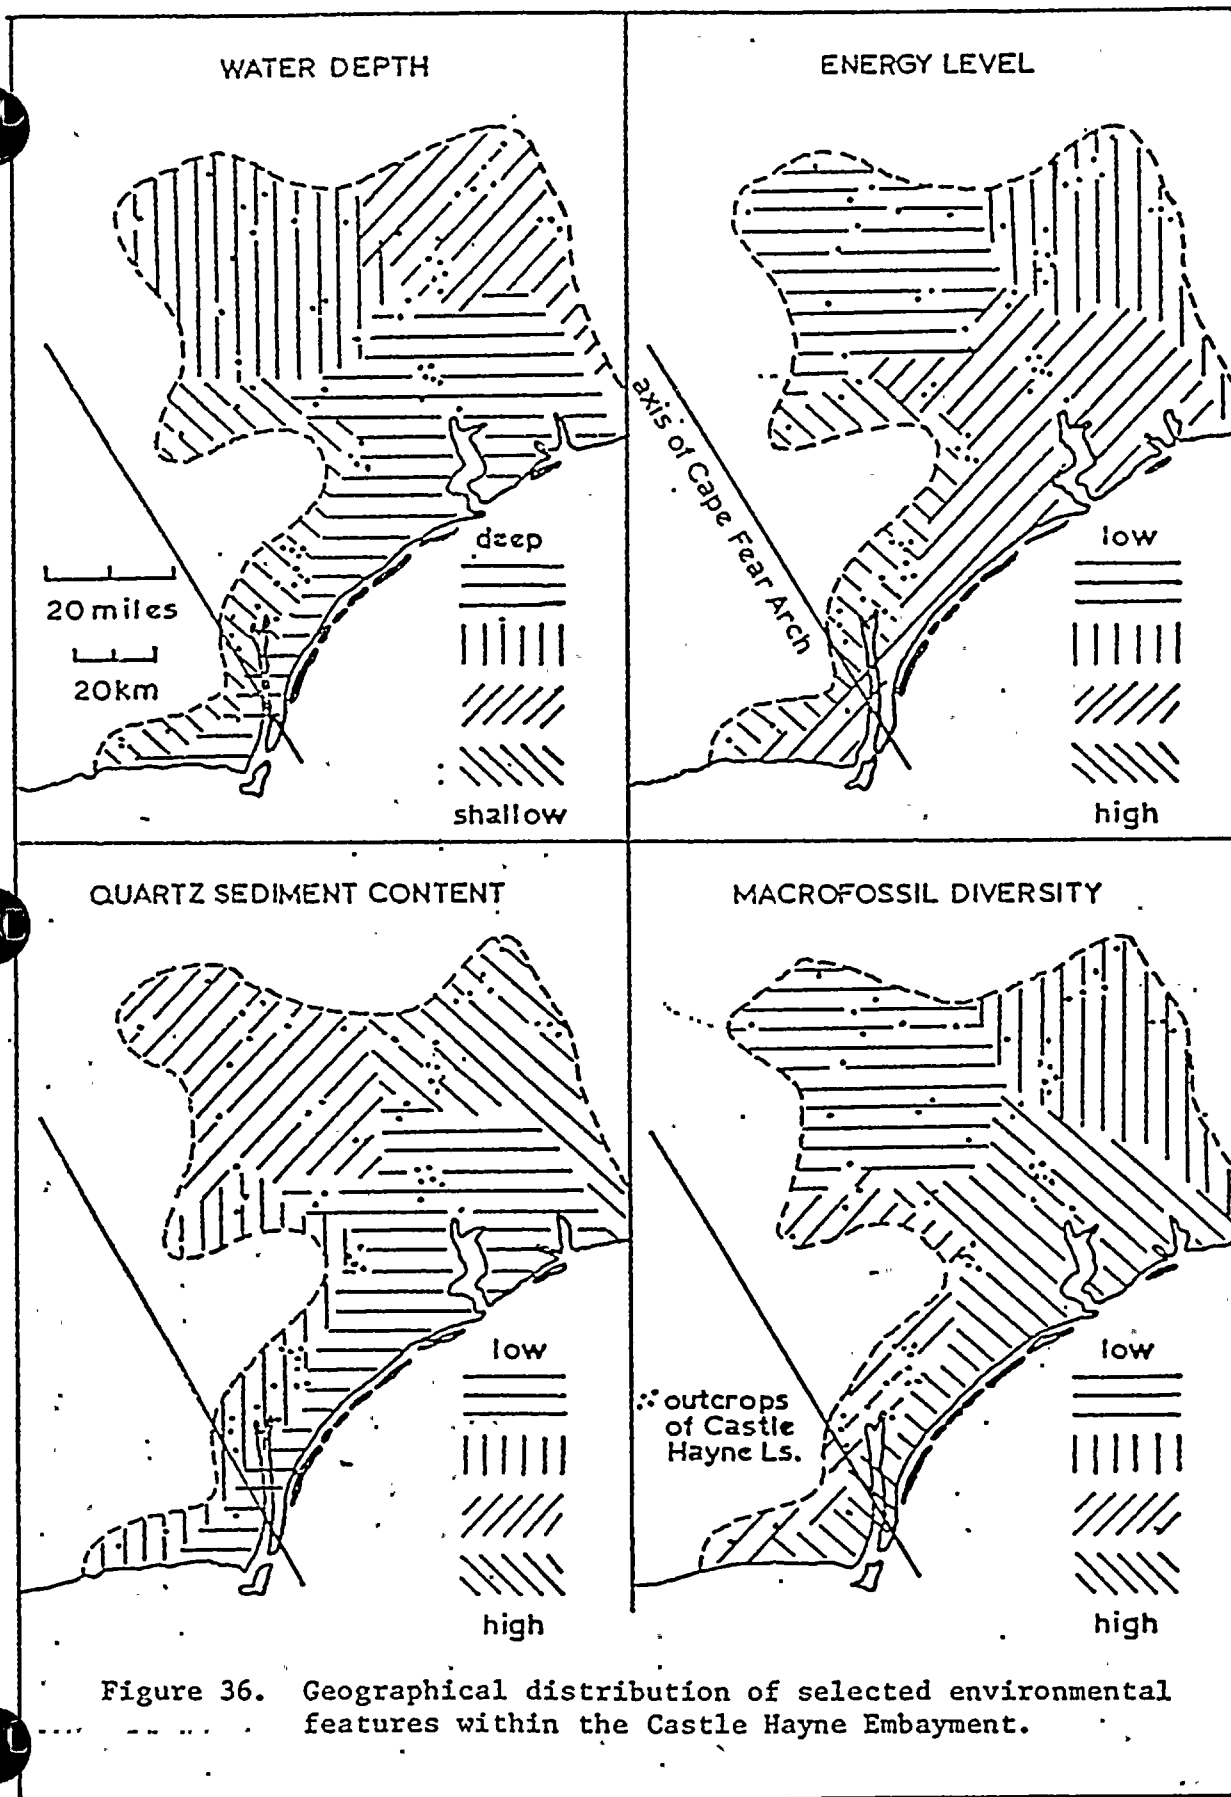 WATER DEPTH
deep
shallow
20 miles
20km
ENERGY LEVEL
axis of Cape Fear Arch
low
high
QUARTZ SEDIMENT CONTENT
low
high
MACROFOSSIL DIVERSITY
outcrops
of Castle
Hayne Ls.
low
high
Figure 36. Geographical distribution of selected environmental
features within the Castle Hayne Embayment.